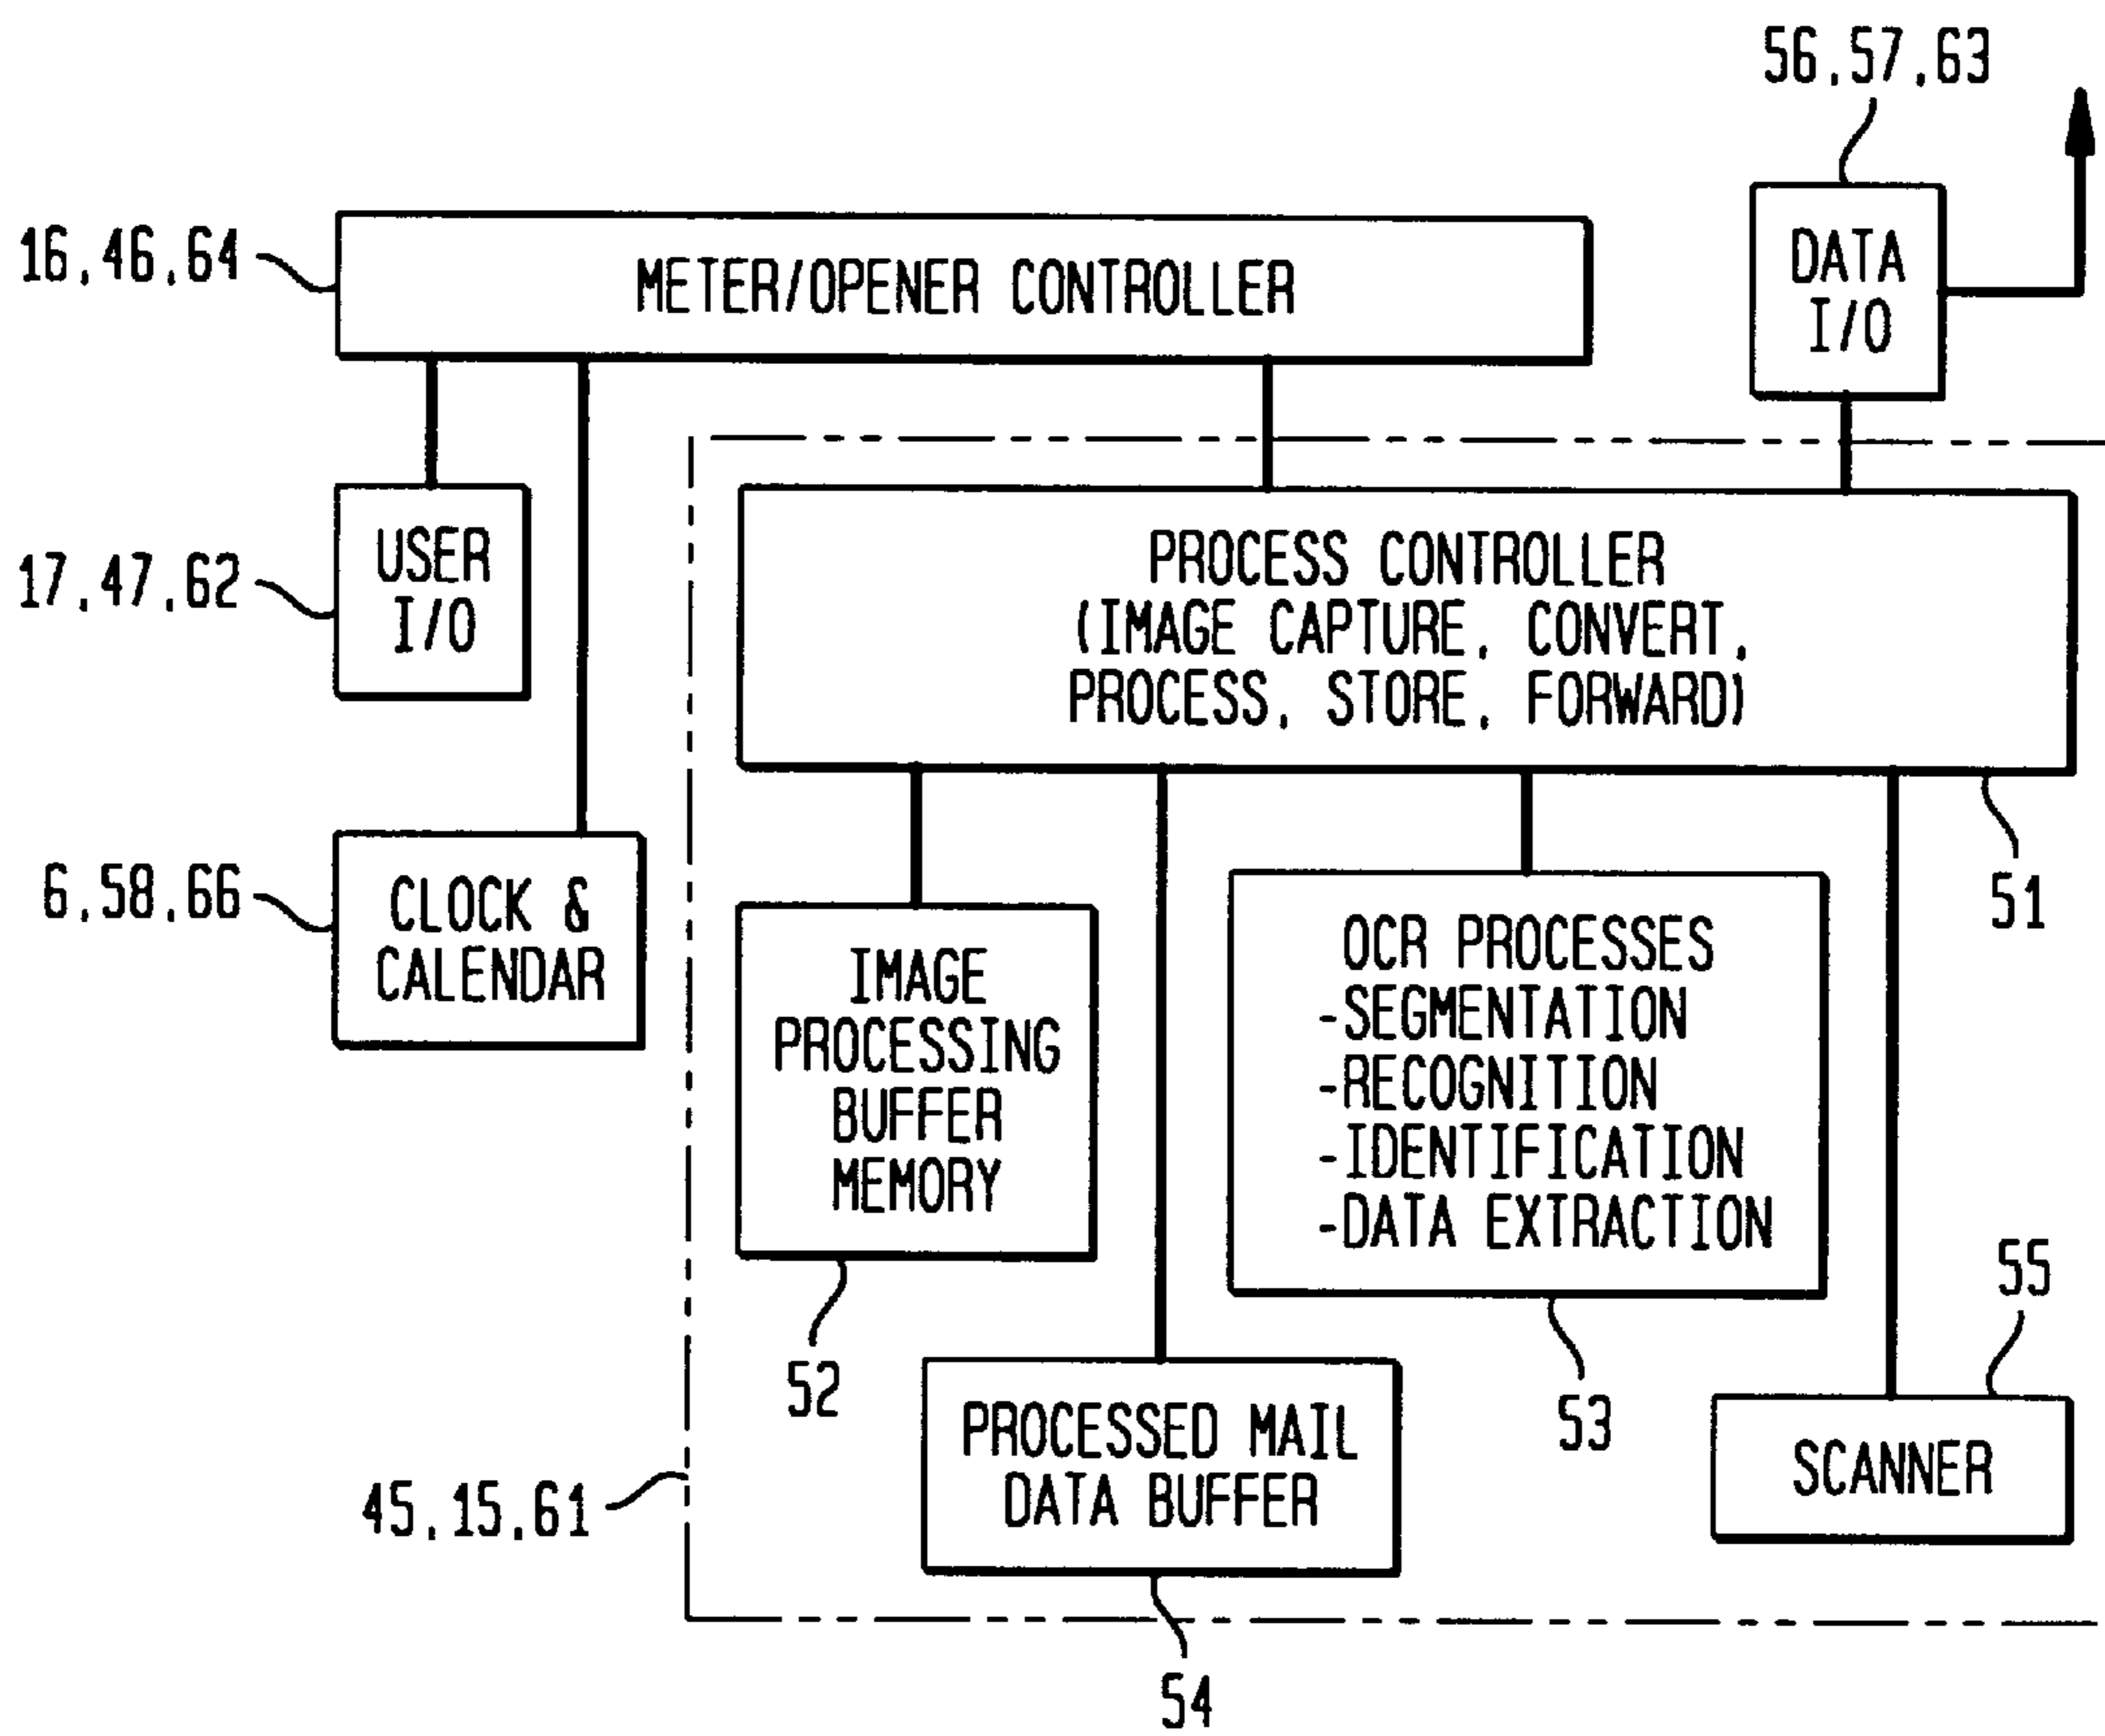 56,57,63
16,46,64
METER/OPENER CONTROLLER
DATA
I/O
17,47,62
USER
I/O
PROCESS CONTROLLER
(IMAGE CAPTURE, CONVERT,
PROCESS, STORE, FORWARD)
6,58,66
CLOCK &
CALENDAR
51
IMAGE
PROCESSING
BUFFER
MEMORY
OCR PROCESSES
-SEGMENTATION
-RECOGNITION
-IDENTIFICATION
-DATA EXTRACTION
52
53
55
45,15,61
PROCESSED MAIL
DATA BUFFER
SCANNER
54